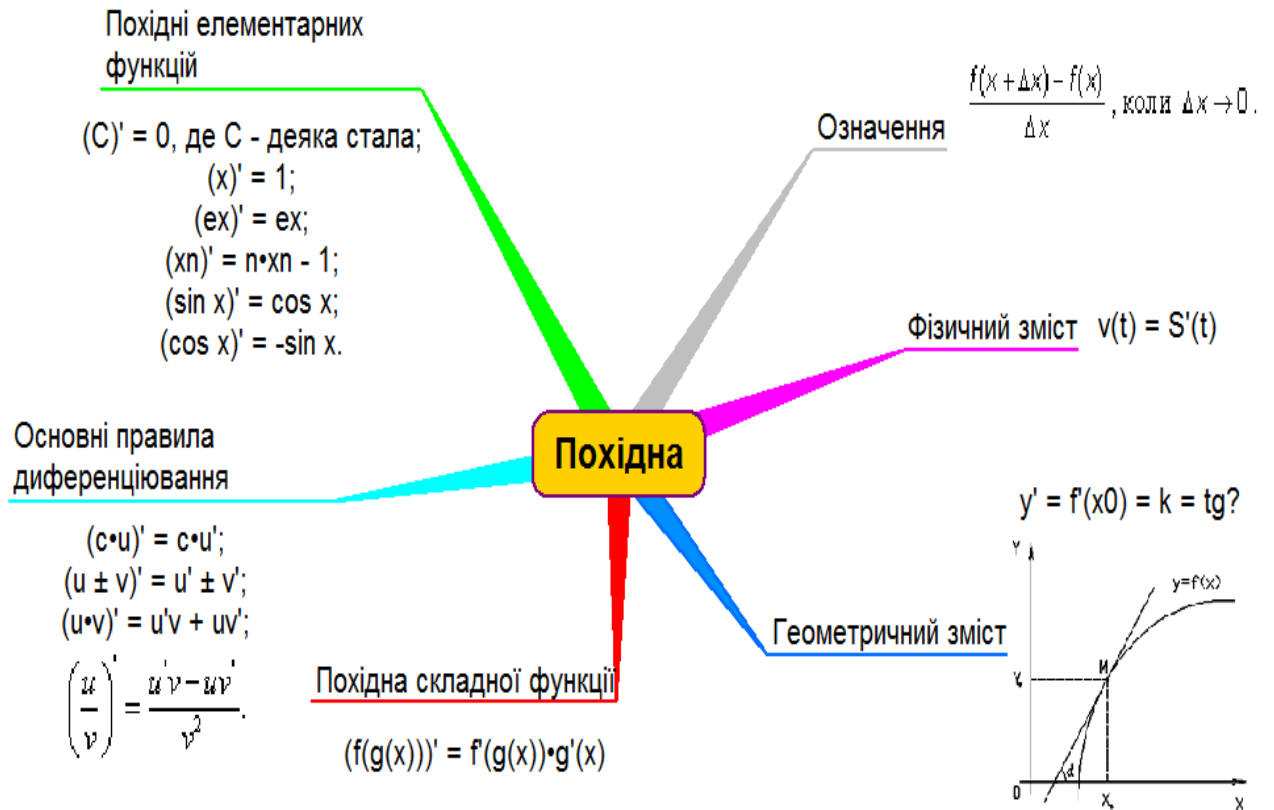 Похідні елементарних
функцій
(C)' = 0, де C - деяка стала;
(x)' = 1;
(ex)' = ex;
(xn)' = n•xn - 1;
(sin x)' = cos x;
(cos x)' = -sin x.
Означення
f(x + Δx) – f(x)
Δx
, коли Δx → 0.
Фізичний зміст v(t) = S'(t)
Похідна
Основні правила
диференціювання
(c•u)' = c•u';
(u ± v)' = u' ± v';
(u•v)' = u'v + uv';
(u/v)' = (u'v – uv')/v².
Похідна складної функції
(f(g(x)))' = f'(g(x))•g'(x)
Геометричний зміст
y' = f'(x0) = k = tg?
Y
y=f(x)
M
Y₀
α
0
X₀
X